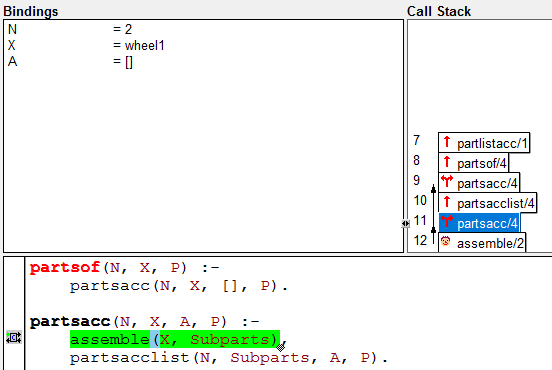 Bindings
N = 2
X = wheel1
A = []
Call Stack
7 partlistacc/1
8 partsof/4
9 partsacc/4
10 partsacclist/4
11 partsacc/4
12 assemble/2
partsof(N, X, P) :-
partsacc(N, X, [], P).
partsacc(N, X, A, P) :-
assemble(X, Subparts),
partsacclist(N, Subparts, A, P).